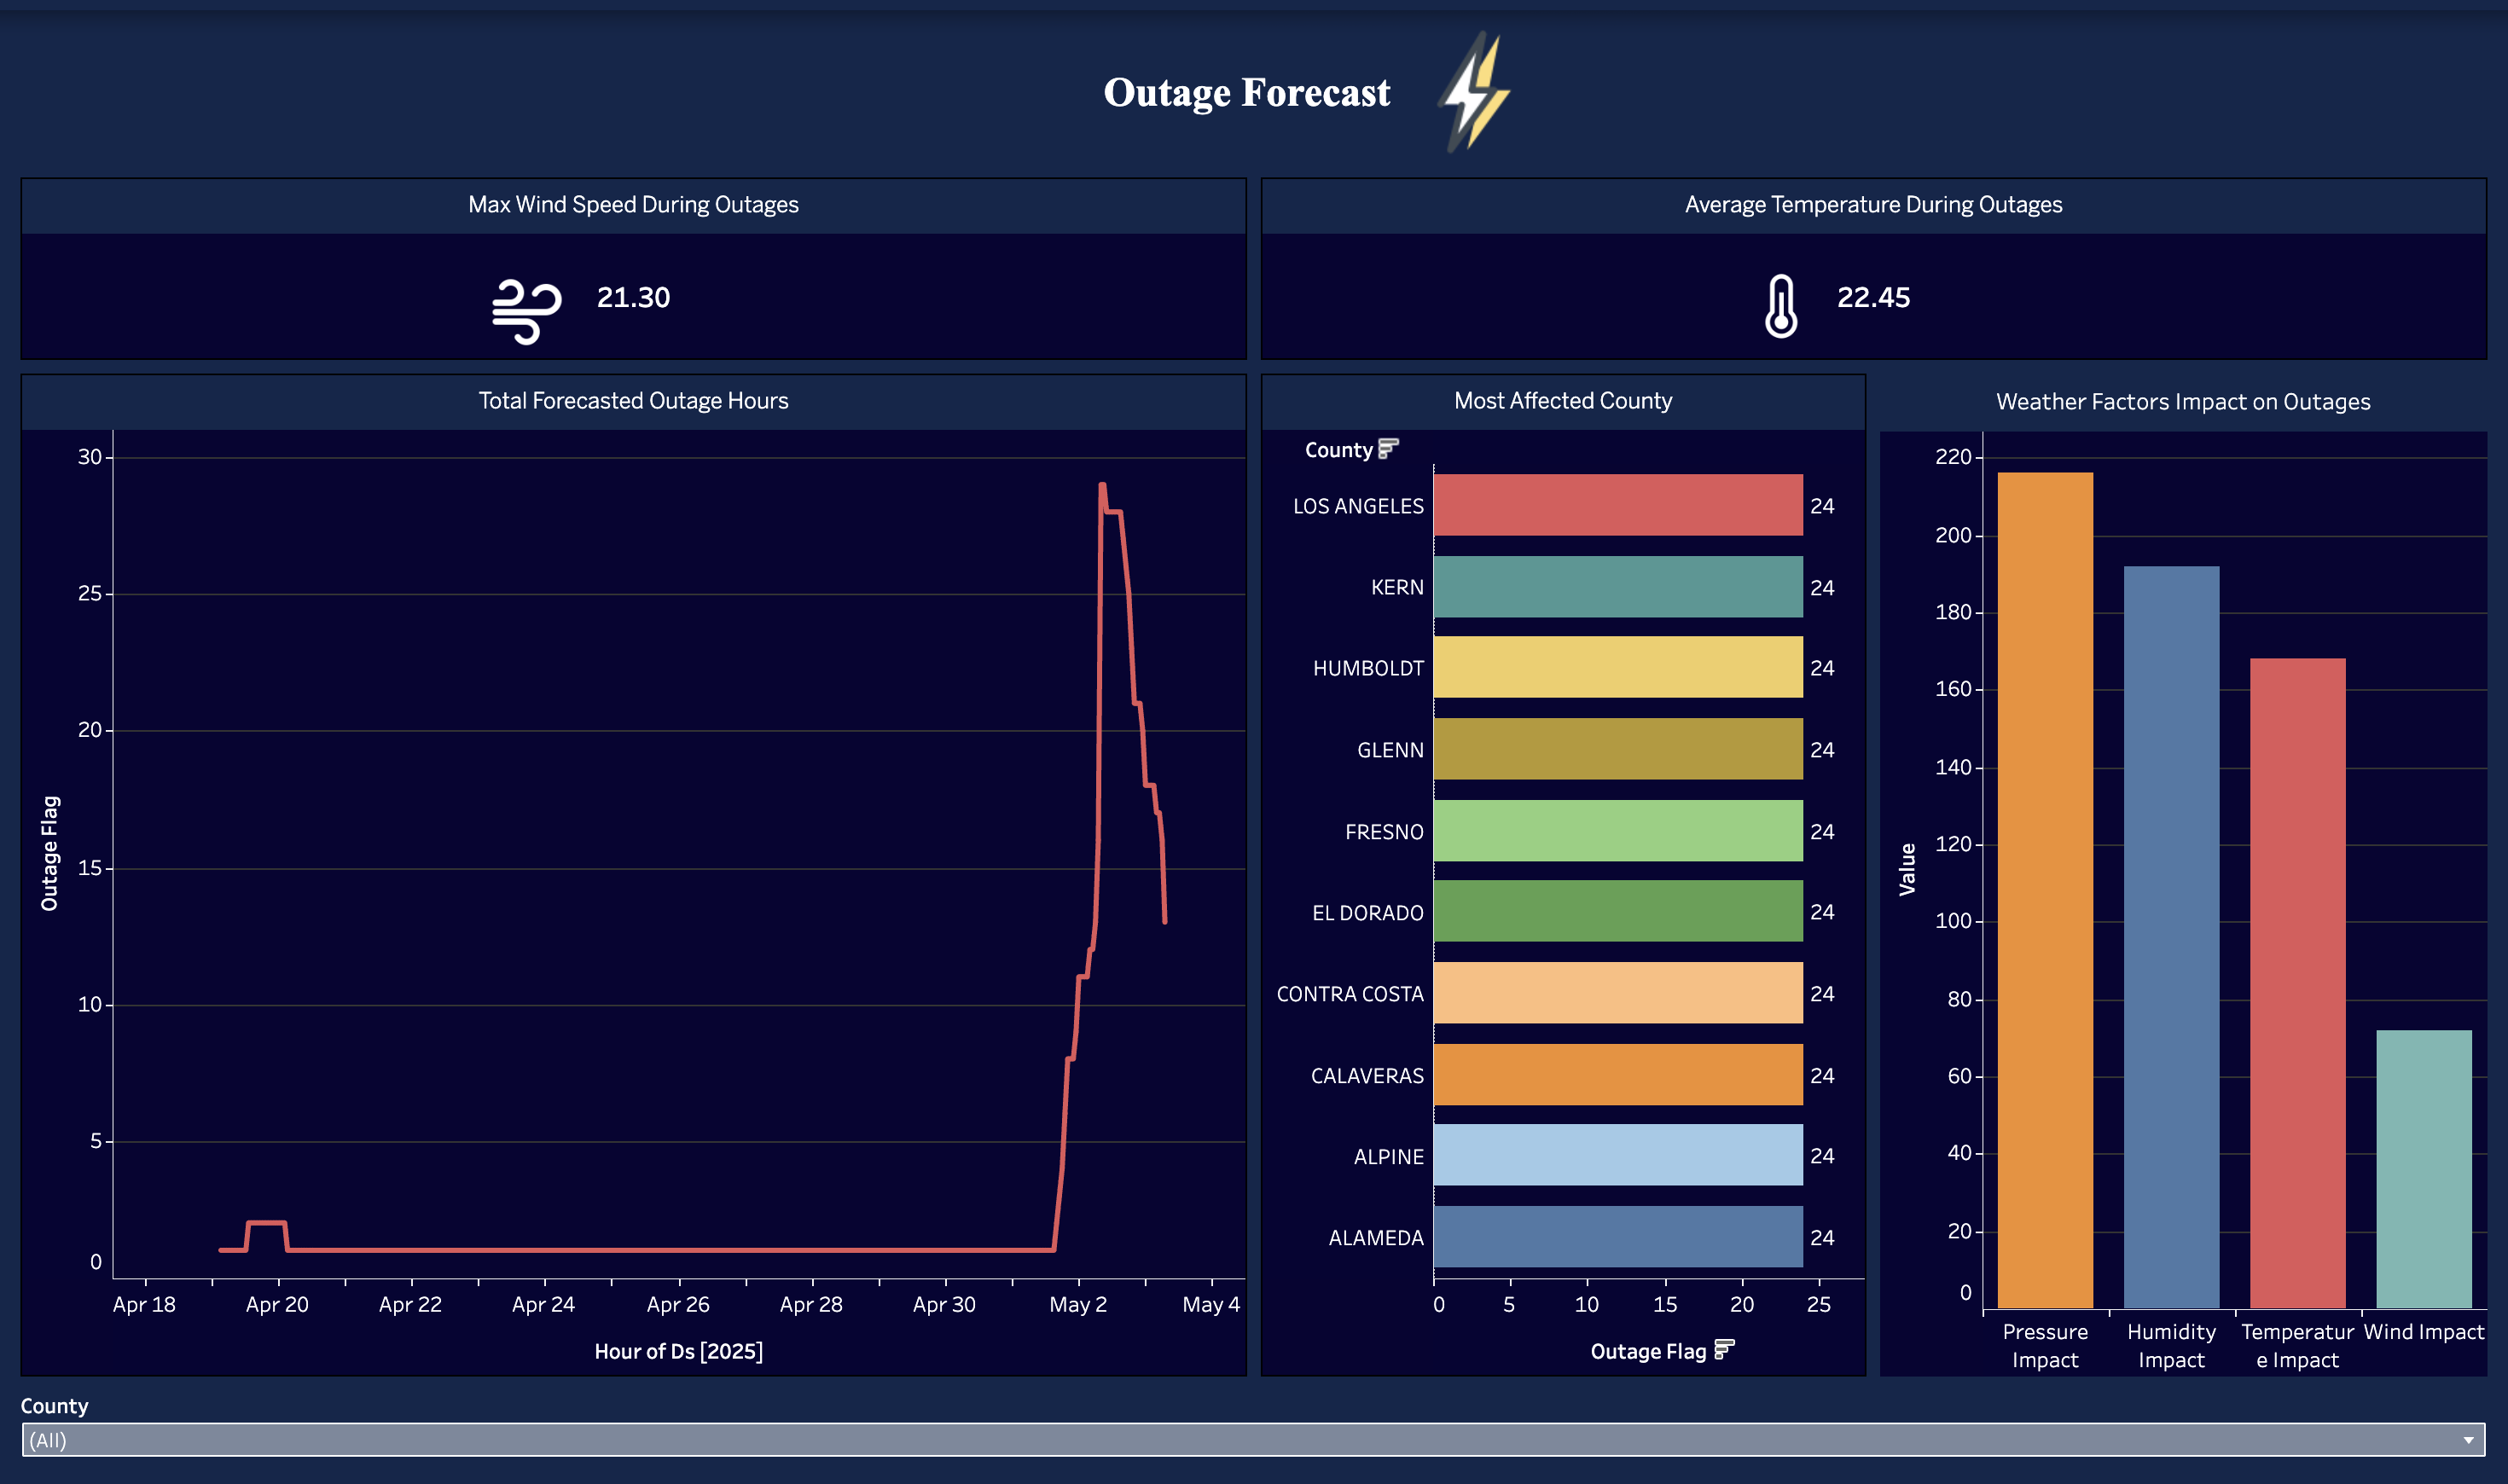 Outage Forecast
Max Wind Speed During Outages
21.30
Average Temperature During Outages
22.45
Total Forecasted Outage Hours
30
25
20
15
10
5
0
Outage Flag
Apr 18 Apr 20 Apr 22 Apr 24 Apr 26 Apr 28 Apr 30 May 2 May 4
Hour of Ds [2025]
Most Affected County
County
LOS ANGELES 24
KERN 24
HUMBOLDT 24
GLENN 24
FRESNO 24
EL DORADO 24
CONTRA COSTA 24
CALAVERAS 24
ALPINE 24
ALAMEDA 24
0 5 10 15 20 25
Outage Flag
Weather Factors Impact on Outages
220
200
180
160
140
120
100
80
60
40
20
0
Value
Pressure Impact
Humidity Impact
Temperatur
e Impact
Wind Impact
County
(All)